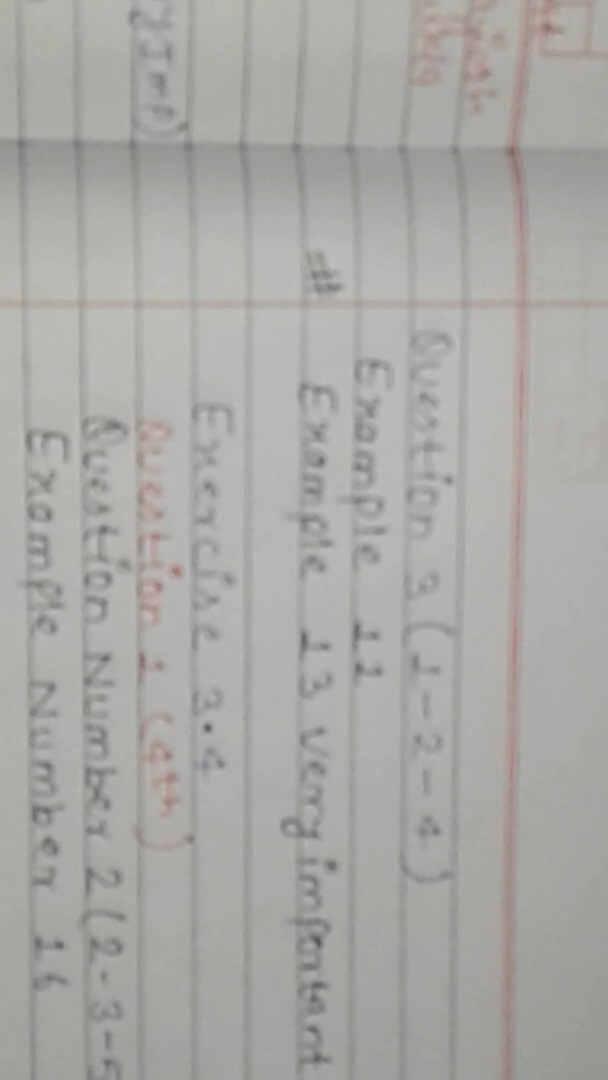 Question 3 (1-2-4)
Example 11
# Example 13 very important
Exercise 3.4
Question 1 (4th)
Question Number 2 (2-3-5
Example Number 16
y Imp)